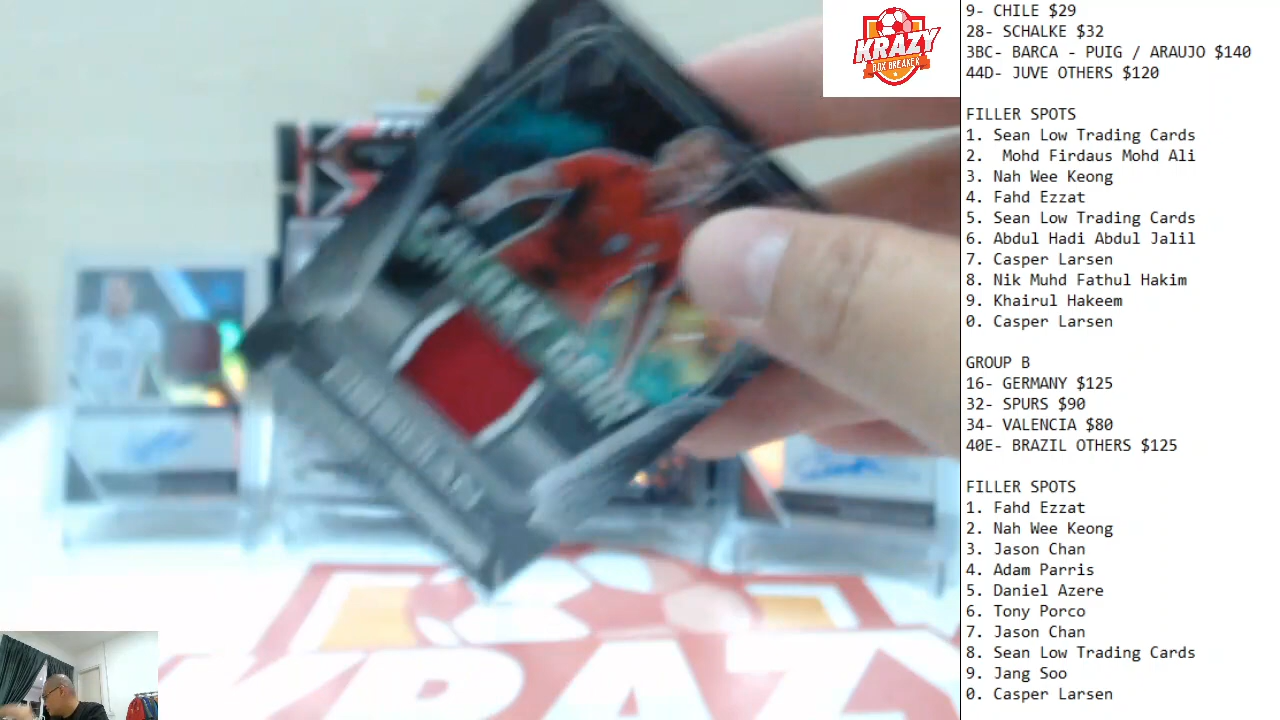 KRAZY
BOX BREAKER
9- CHILE $29
28- SCHALKE $32
3BC- BARCA - PUIG / ARAUJO $140
44D- JUVE OTHERS $120
FILLER SPOTS
1. Sean Low Trading Cards
2.  Mohd Firdaus Mohd Ali
3. Nah Wee Keong
4. Fahd Ezzat
5. Sean Low Trading Cards
6. Abdul Hadi Abdul Jalil
7. Casper Larsen
8. Nik Muhd Fathul Hakim
9. Khairul Hakeem
0. Casper Larsen
GROUP B
16- GERMANY $125
32- SPURS $90
34- VALENCIA $80
40E- BRAZIL OTHERS $125
FILLER SPOTS
1. Fahd Ezzat
2. Nah Wee Keong
3. Jason Chan
4. Adam Parris
5. Daniel Azere
6. Tony Porco
7. Jason Chan
8. Sean Low Trading Cards
9. Jang Soo
0. Casper Larsen
KRAZY